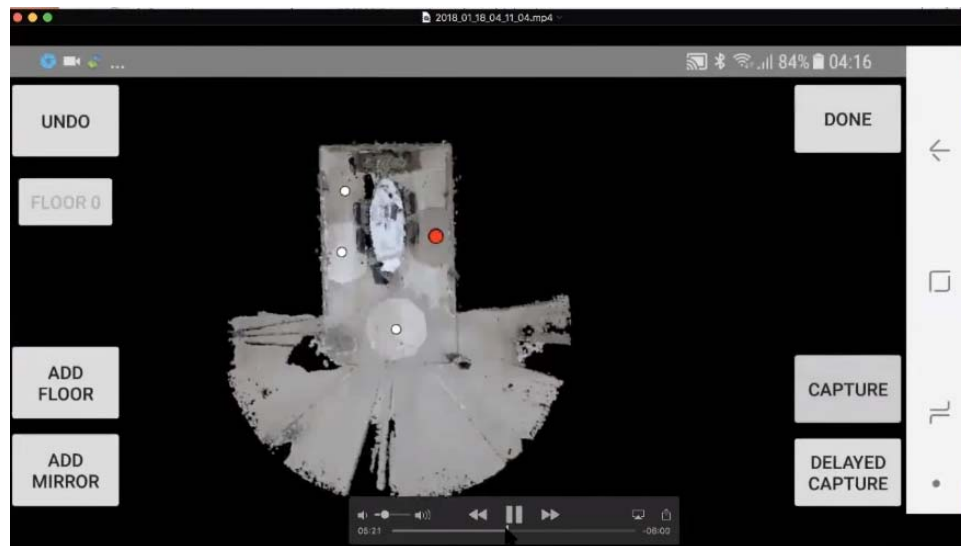 2018_01_18_04_11_04.mp4
... 84% 04:16
UNDO
DONE
FLOOR 0
ADD
FLOOR
CAPTURE
ADD
MIRROR
DELAYED
CAPTURE
05:21
-06:00